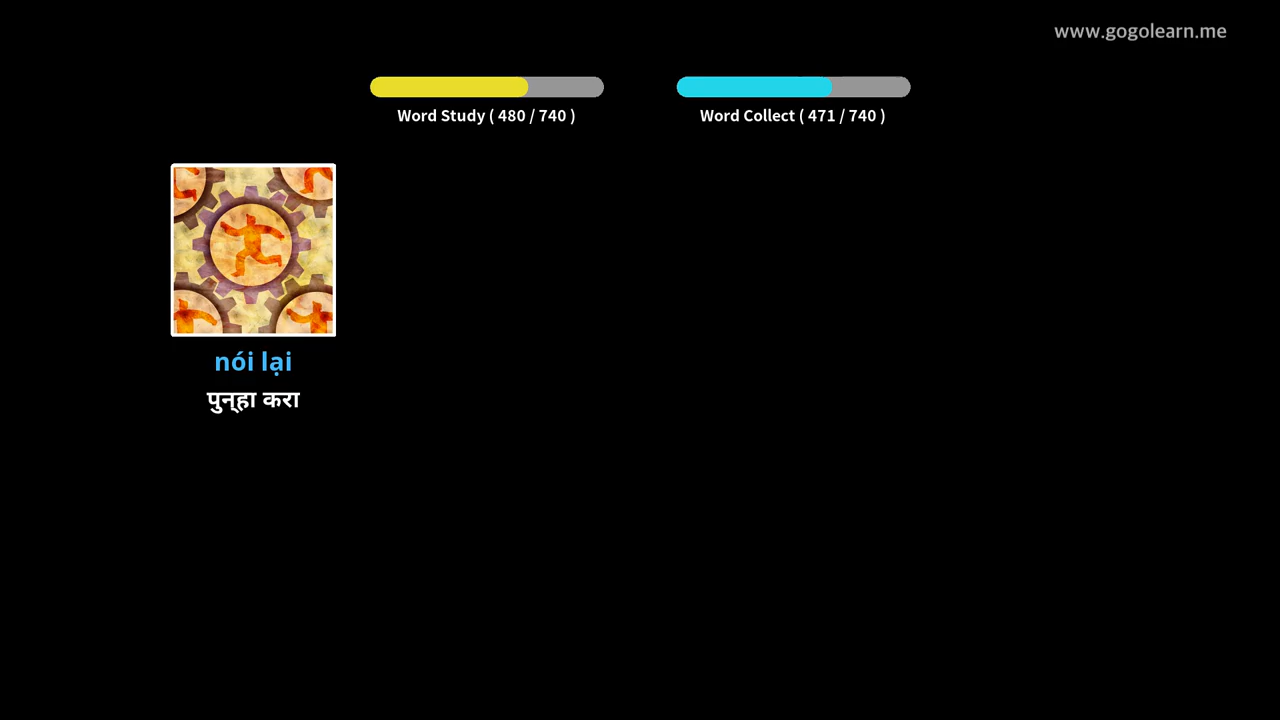 www.gogolearn.me
Word Study ( 480 / 740 )
Word Collect ( 471 / 740 )
nói lại
पुन्हा करा